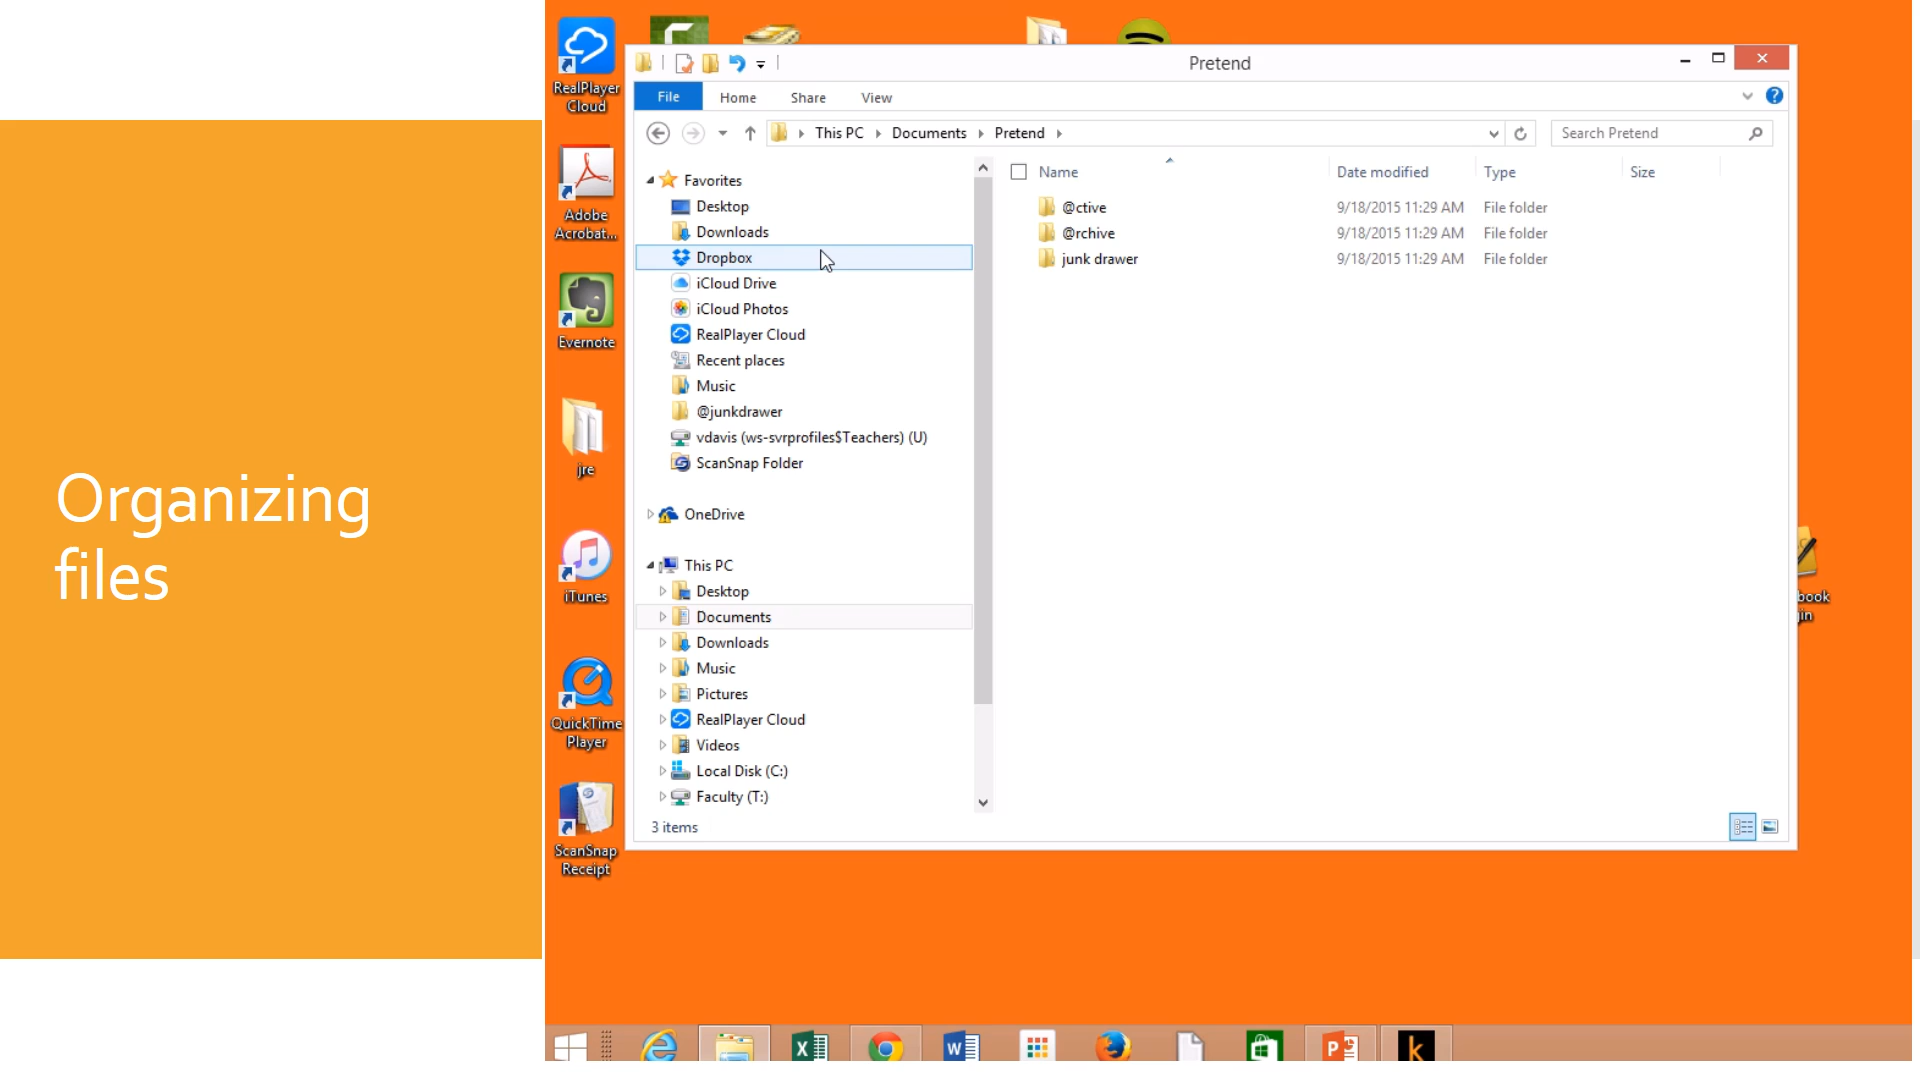 Organizing
files
RealPlayer
Cloud
Adobe
Acrobat...
Evernote
jre
iTunes
QuickTime
Player
ScanSnap
Receipt
Pretend
File Home Share View
This PC Documents Pretend
Search Pretend
Favorites
Desktop
Downloads
Dropbox
iCloud Drive
iCloud Photos
RealPlayer Cloud
Recent places
Music
@junkdrawer
vdavis (ws-svrprofiles$Teachers) (U)
ScanSnap Folder
OneDrive
This PC
Desktop
Documents
Downloads
Music
Pictures
RealPlayer Cloud
Videos
Local Disk (C:)
Faculty (T:)
Name Date modified Type Size
@ctive 9/18/2015 11:29 AM File folder
@rchive 9/18/2015 11:29 AM File folder
junk drawer 9/18/2015 11:29 AM File folder
3 items
book